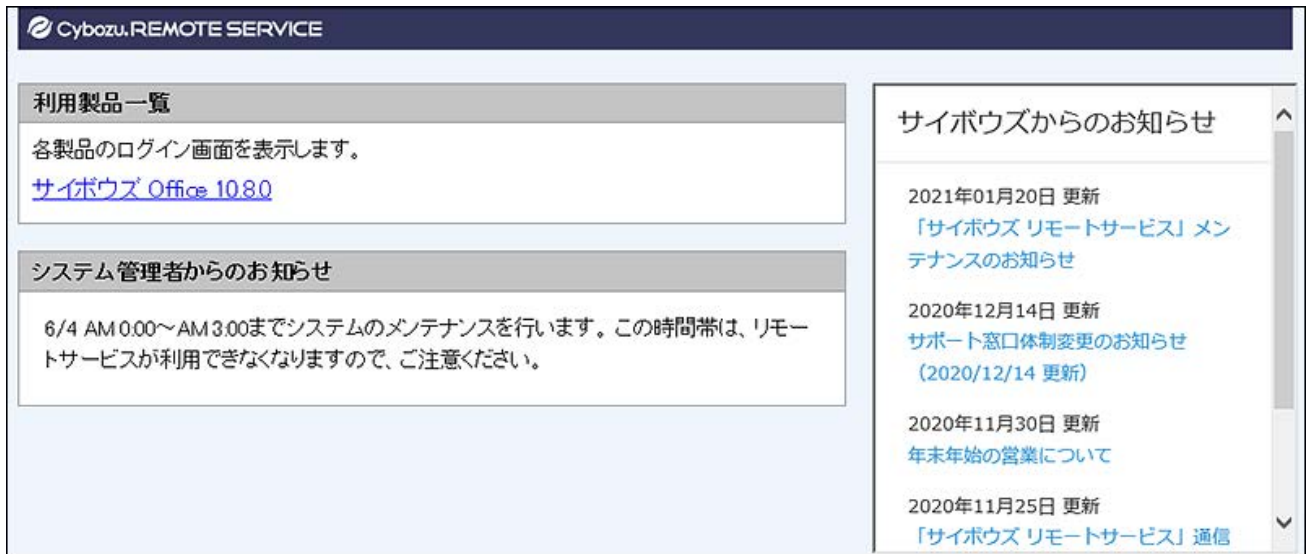 Cybozu.REMOTE SERVICE
利用製品一覧
各製品のログイン画面を表示します。
サイボウズ Office 10.8.0
システム管理者からのお知らせ
6/4 AM 0:00～AM 3:00までシステムのメンテナンスを行います。この時間帯は、リモー
トサービスが利用できなくなりますので、ご注意ください。
サイボウズからのお知らせ
2021年01月20日 更新
「サイボウズ リモートサービス」メン
テナンスのお知らせ
2020年12月14日 更新
サポート窓口体制変更のお知らせ
（2020/12/14 更新）
2020年11月30日 更新
年末年始の営業について
2020年11月25日 更新
「サイボウズ リモートサービス」通信